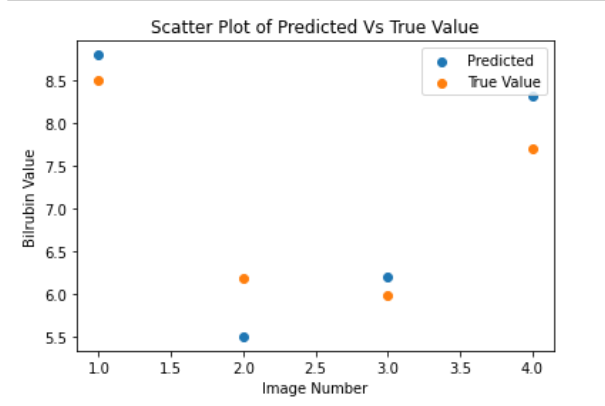 Scatter Plot of Predicted Vs True Value
Predicted
True Value
8.5
8.0
7.5
7.0
6.5
6.0
5.5
Bilrubin Value
1.0 1.5 2.0 2.5 3.0 3.5 4.0
Image Number